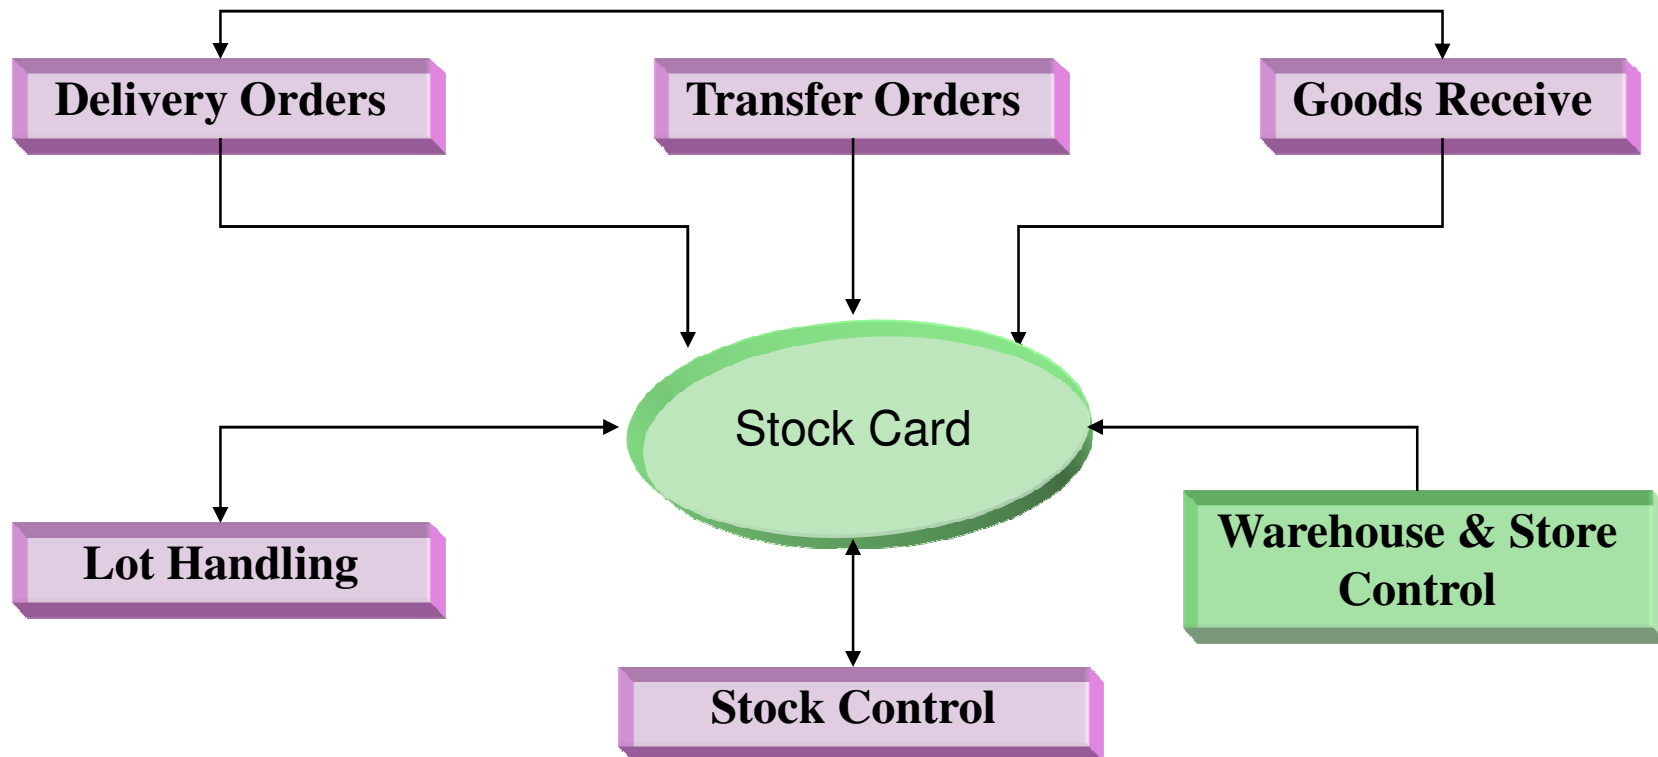 Delivery Orders
Transfer Orders
Goods Receive
Stock Card
Lot Handling
Warehouse & Store
Control
Stock Control